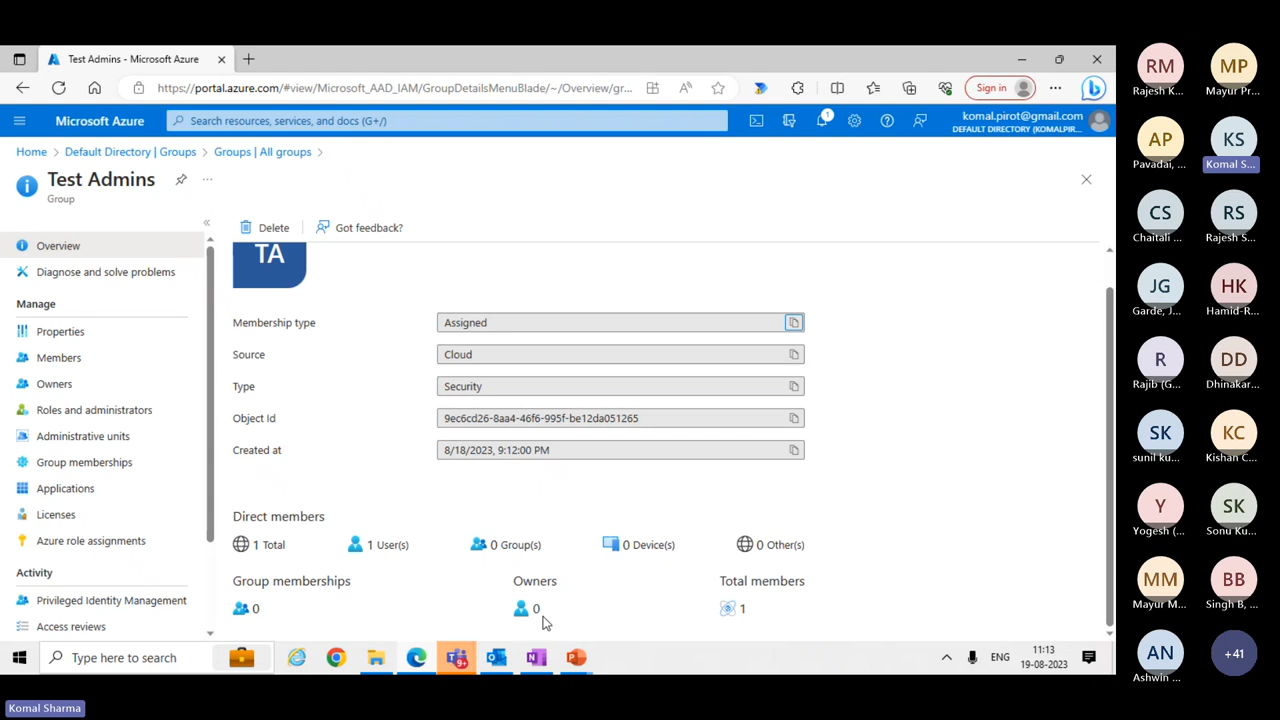 Test Admins - Microsoft Azure
https://portal.azure.com/#view/Microsoft_AAD_IAM/GroupDetailsMenuBlade/~/Overview/gr...
Sign in
Microsoft Azure
Search resources, services, and docs (G+/)
1
komal.pirot@gmail.com
DEFAULT DIRECTORY (KOMALPIR...
Home > Default Directory | Groups > Groups | All groups >
Test Admins
Group
Delete
Got feedback?
Overview
Diagnose and solve problems
Manage
Properties
Members
Owners
Roles and administrators
Administrative units
Group memberships
Applications
Licenses
Azure role assignments
Activity
Privileged Identity Management
Access reviews
TA
Membership type
Assigned
Source
Cloud
Type
Security
Object Id
9ec6cd26-8aa4-46f6-995f-be12da051265
Created at
8/18/2023, 9:12:00 PM
Direct members
1 Total
1 User(s)
0 Group(s)
0 Device(s)
0 Other(s)
Group memberships
0
Owners
0
Total members
1
Type here to search
9+
ENG
11:13
19-08-2023
Komal Sharma
RM
Rajesh K...
MP
Mayur Pr...
AP
Pavadai, ...
KS
Komal S...
CS
Chaitali ...
RS
Rajesh S...
JG
Garde, J...
HK
Hamid-R...
R
Rajib (G...
DD
Dhinakar...
SK
sunil ku...
KC
Kishan C...
Y
Yogesh (...
SK
Sonu Ku...
MM
Mayur M...
BB
Singh B, ...
AN
Ashwin ...
+41